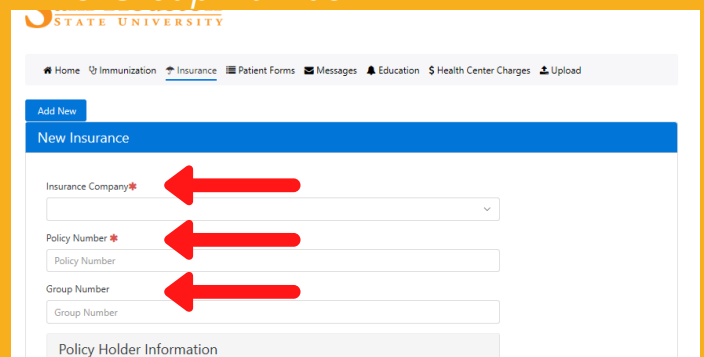 STATE UNIVERSITY
Home Immunization Insurance Patient Forms Messages Education $ Health Center Charges Upload
Add New
New Insurance
Insurance Company*
Policy Number *
Policy Number
Group Number
Group Number
Policy Holder Information